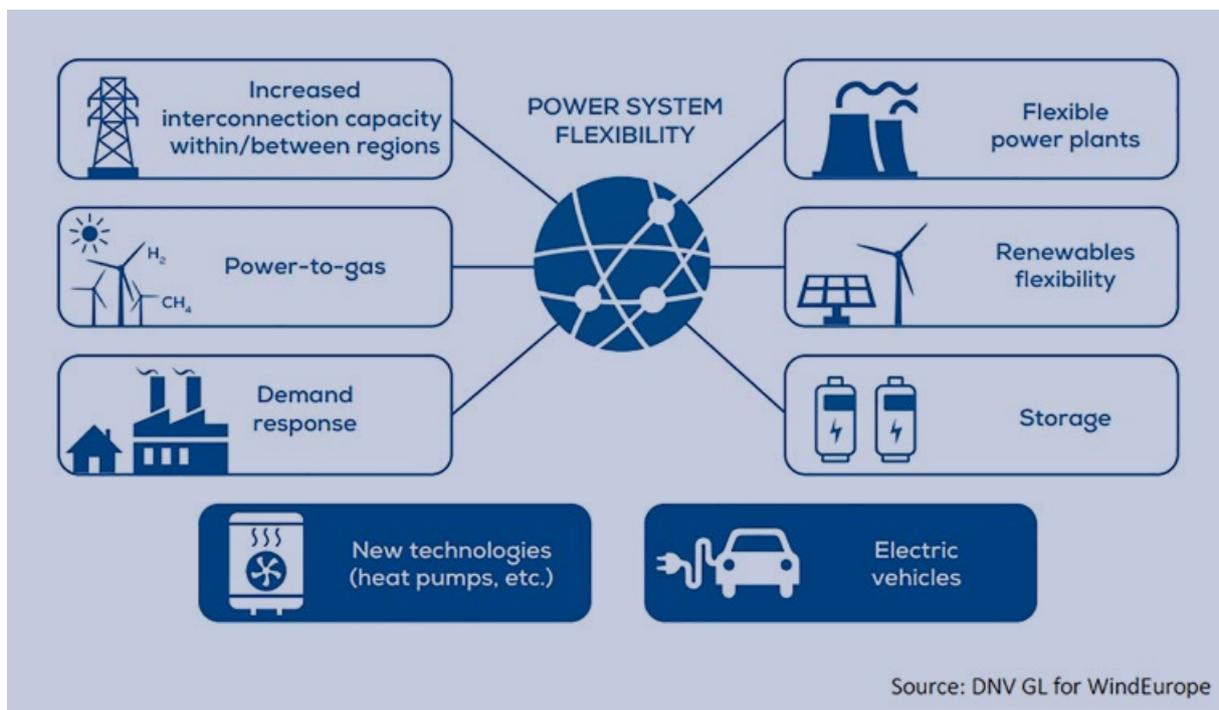 POWER SYSTEM
FLEXIBILITY
Increased
interconnection capacity
within/between regions
Power-to-gas
H₂
CH₄
Demand
response
Flexible
power plants
Renewables
flexibility
Storage
New technologies
(heat pumps, etc.)
Electric
vehicles
Source: DNV GL for WindEurope